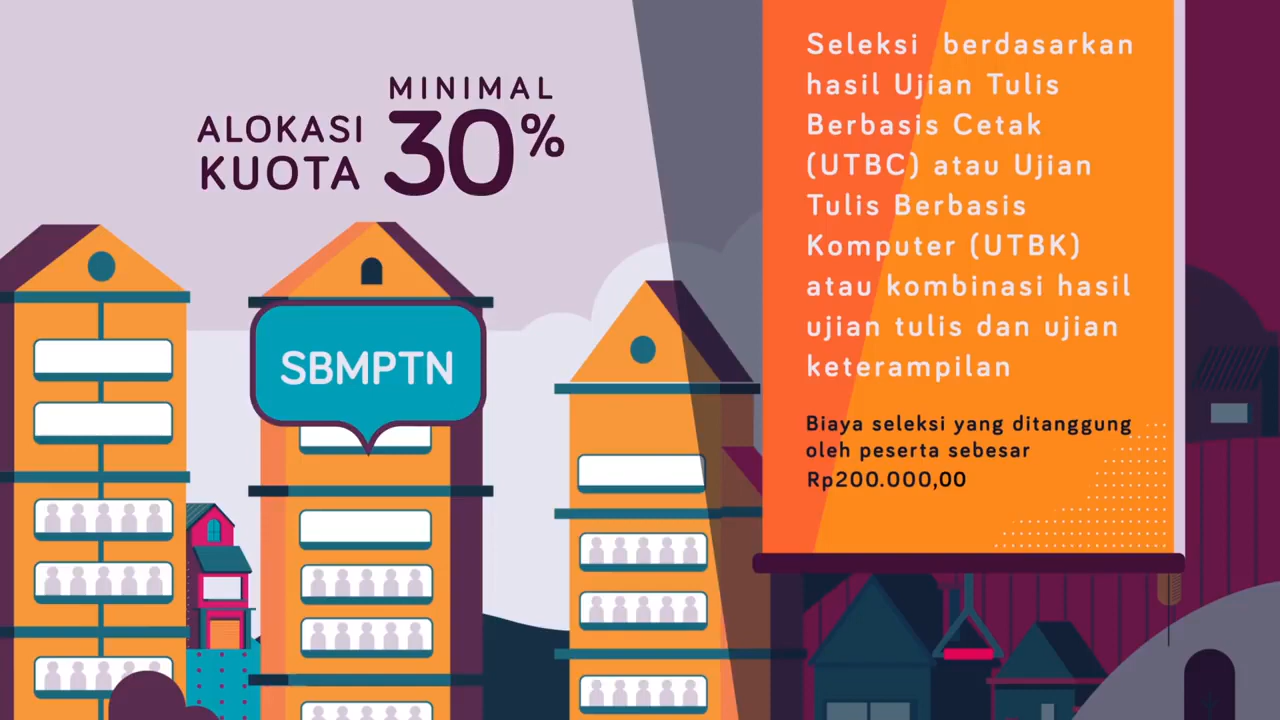 MINIMAL
ALOKASI
KUOTA 30%
SBMPTN
Seleksi berdasarkan
hasil Ujian Tulis
Berbasis Cetak
(UTBC) atau Ujian
Tulis Berbasis
Komputer (UTBK)
atau kombinasi hasil
ujian tulis dan ujian
keterampilan
Biaya seleksi yang ditanggung
oleh peserta sebesar
Rp200.000,00